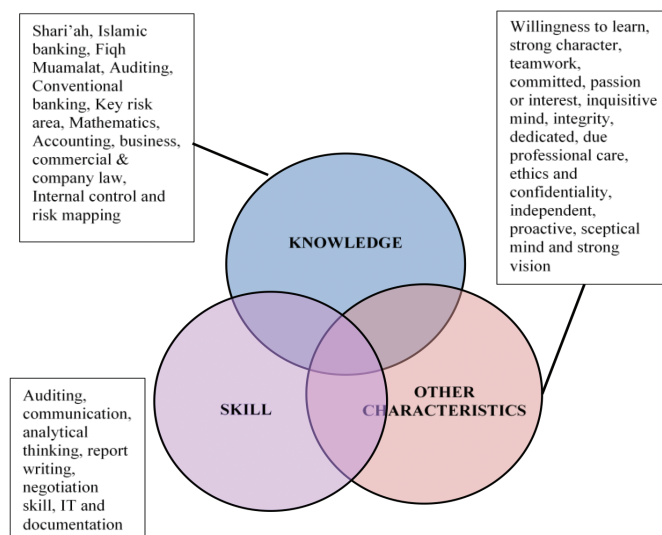 Shari’ah, Islamic
banking, Fiqh
Muamalat, Auditing,
Conventional
banking, Key risk
area, Mathematics,
Accounting, business,
commercial &
company law,
Internal control and
risk mapping
Willingness to learn,
strong character,
teamwork,
committed, passion
or interest, inquisitive
mind, integrity,
dedicated, due
professional care,
ethics and
confidentiality,
independent,
proactive, sceptical
mind and strong
vision
KNOWLEDGE
SKILL
OTHER
CHARACTERISTICS
Auditing,
communication,
analytical
thinking, report
writing,
negotiation
skill, IT and
documentation